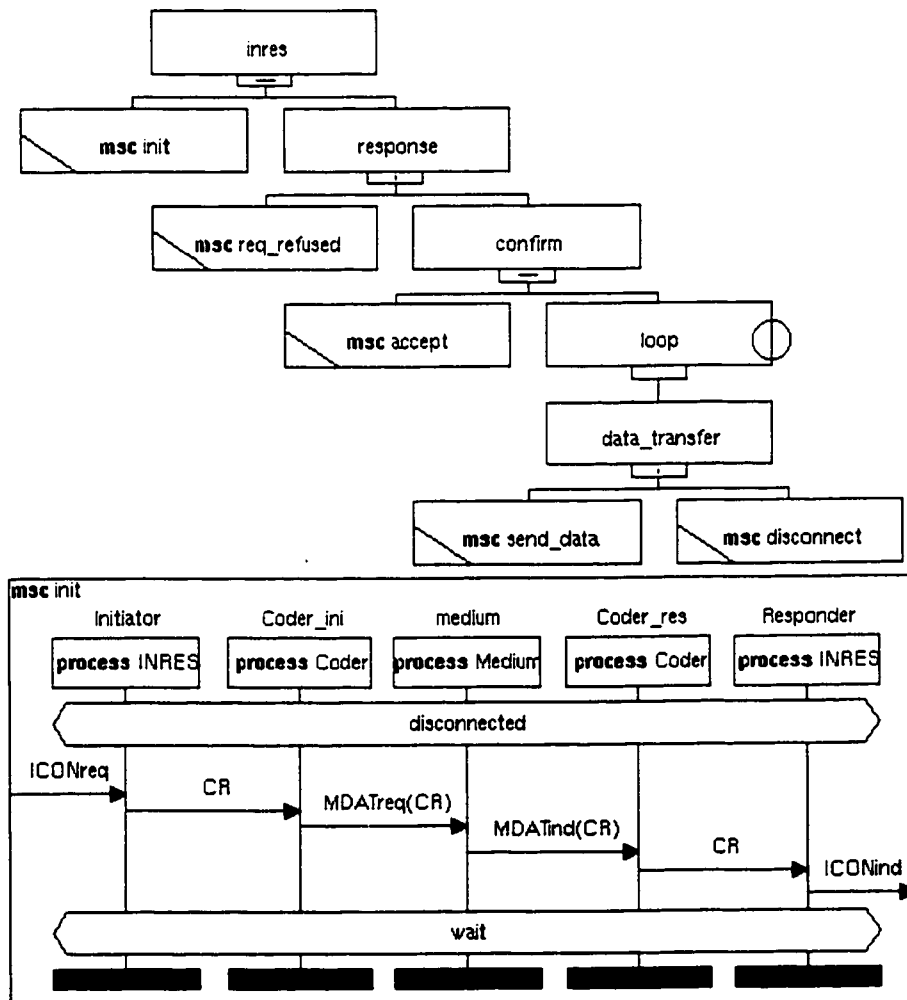 inres
msc init
response
msc req_refused
confirm
msc accept
loop
data_transfer
msc send_data
msc disconnect
msc init
Initiator
Coder_ini
medium
Coder_res
Responder
process INRES
process Coder
process Medium
process Coder
process INRES
disconnected
ICONreq
CR
MDATreq(CR)
MDATind(CR)
CR
ICONind
wait